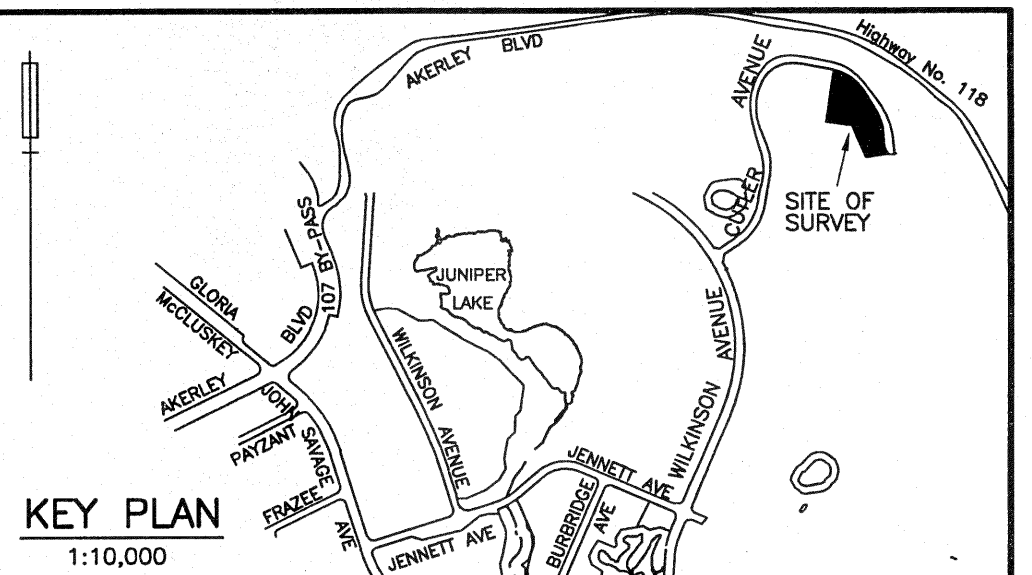 AKERLEY BLVD
Highway No. 118
AVENUE
CUTLER
SITE OF
SURVEY
107 BY-PASS
BLVD
JUNIPER
LAKE
GLORIA
McCLUSKEY
AKERLEY
JOHN
SAVAGE
AVE
PAYZANT
FRAZEE
WILKINSON
AVENUE
WILKINSON AVENUE
JENNETT AVE
JENNETT AVE
BURBRIDGE
AVE
KEY PLAN
1:10,000